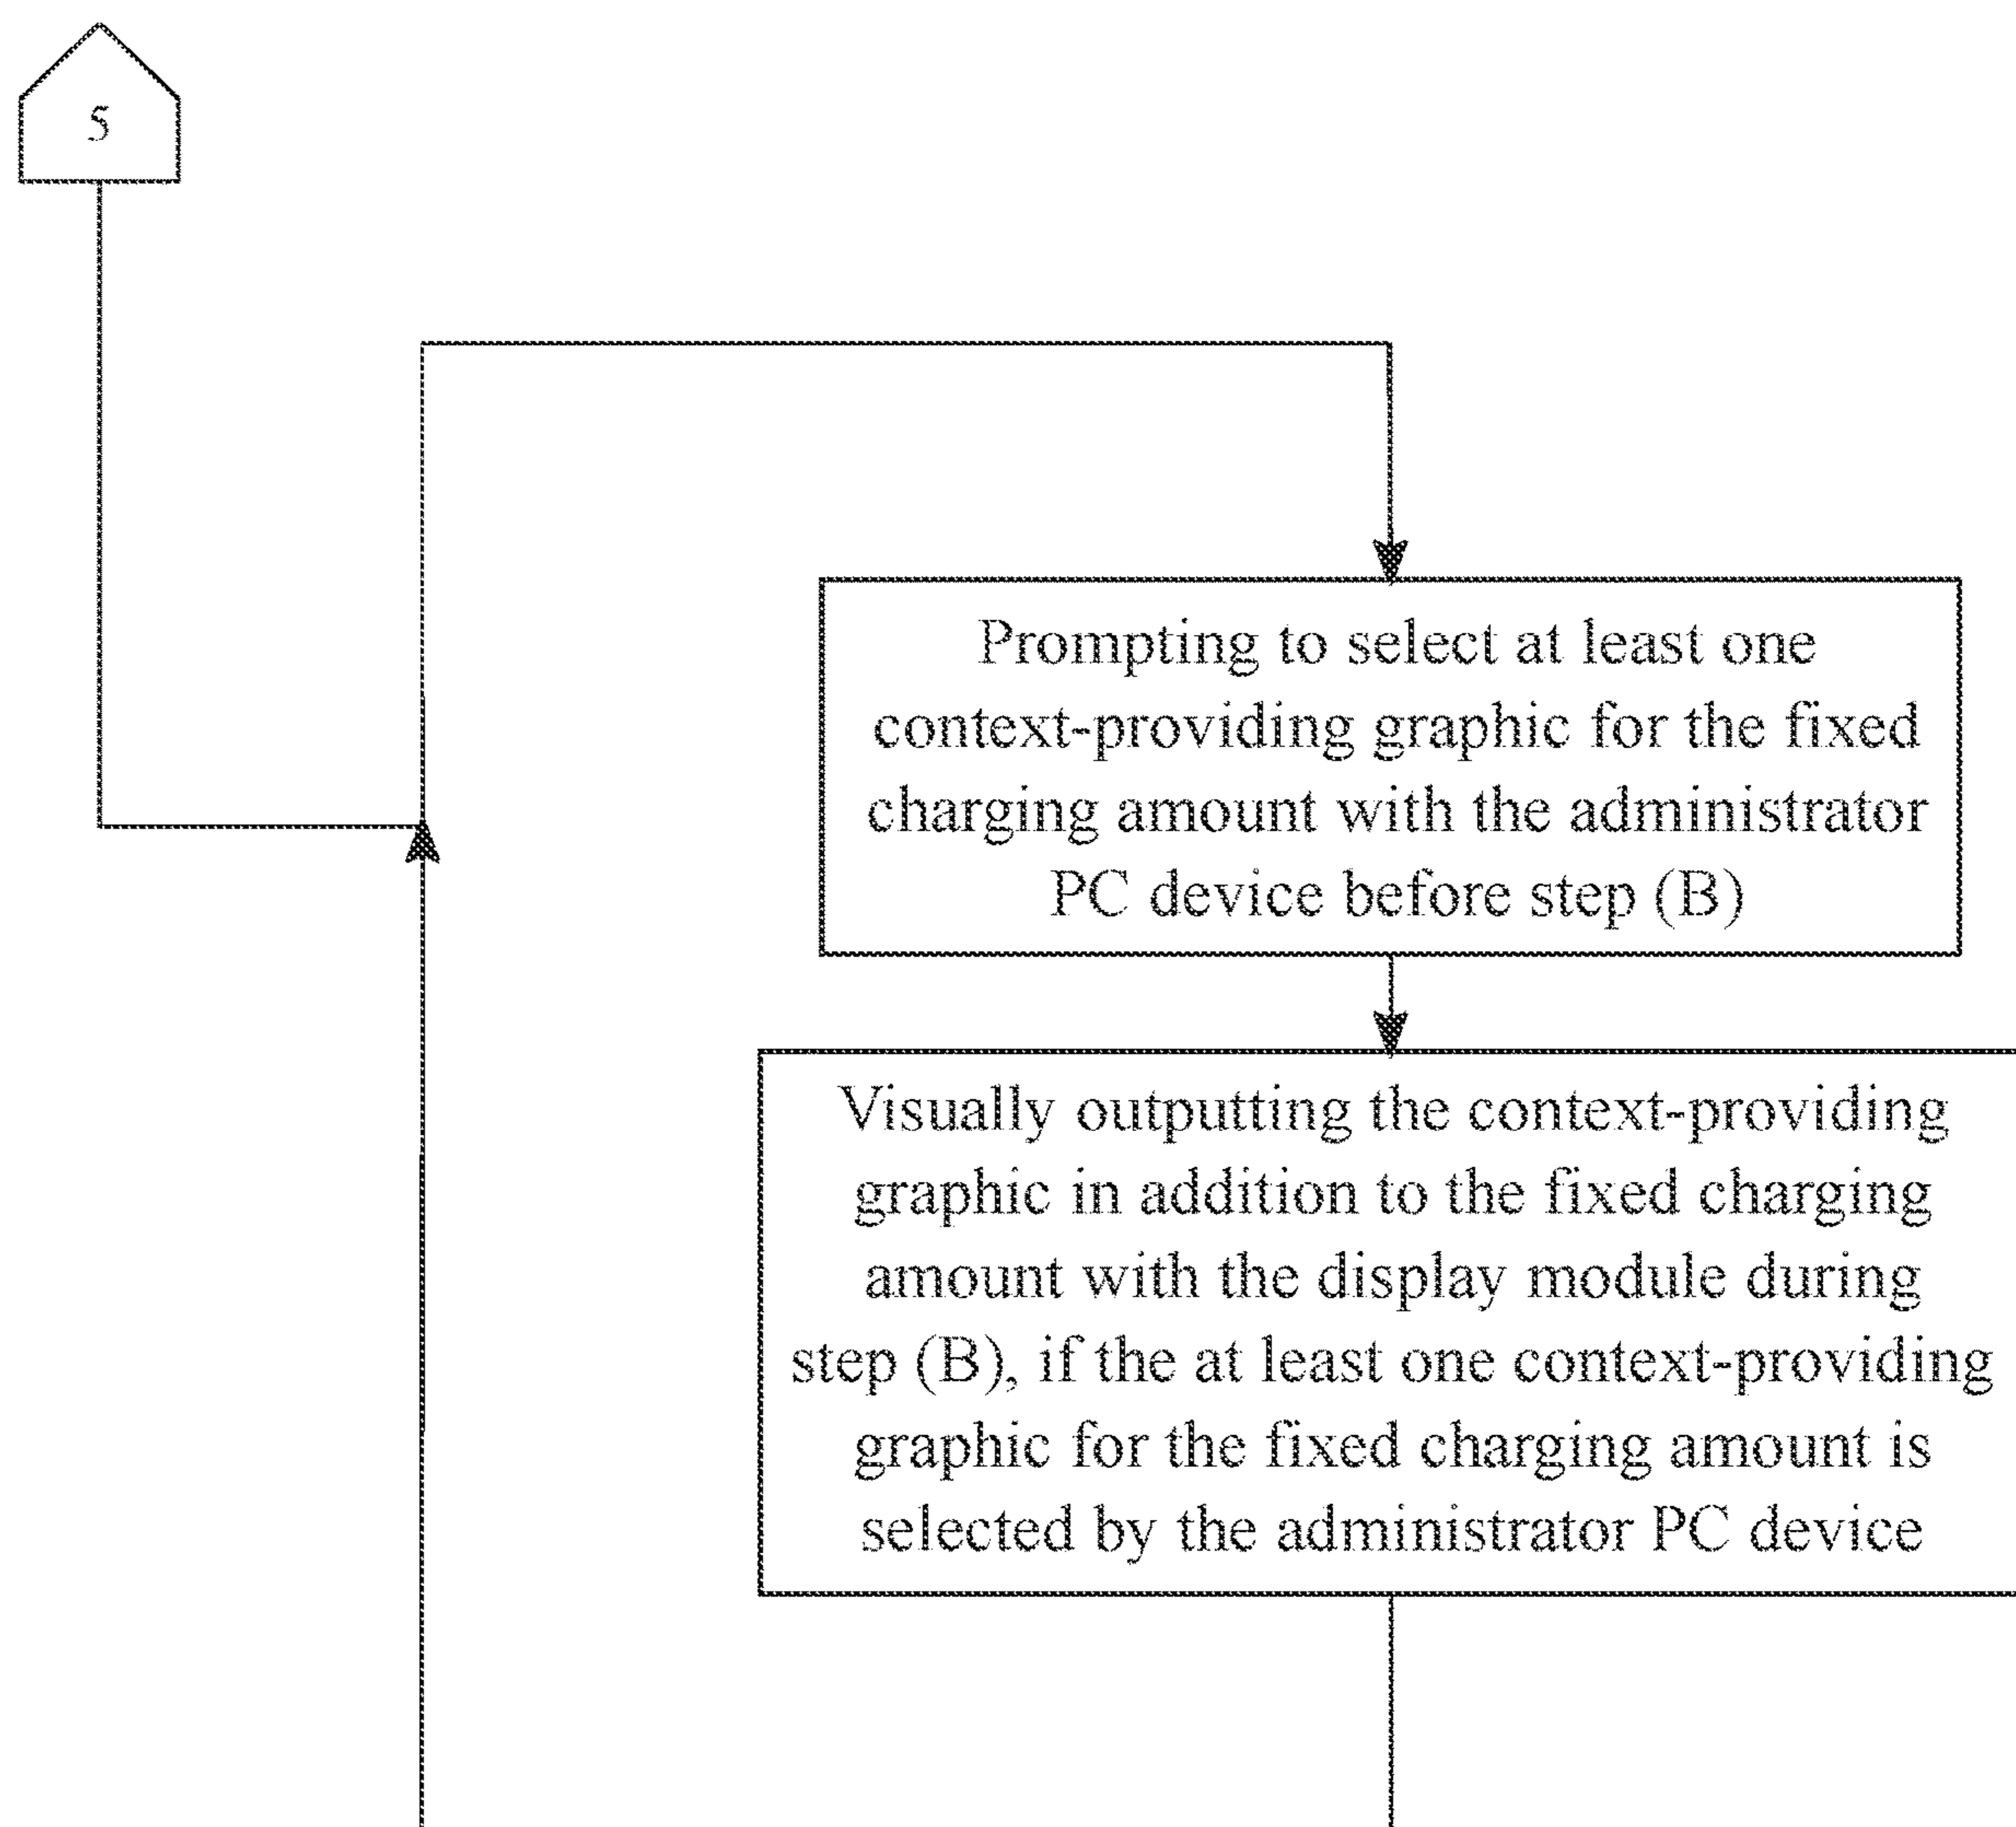 5
Prompting to select at least one
context-providing graphic for the fixed
charging amount with the administrator
PC device before step (B)
Visually outputting the context-providing
graphic in addition to the fixed charging
amount with the display module during
step (B), if the at least one context-providing
graphic for the fixed charging amount is
selected by the administrator PC device